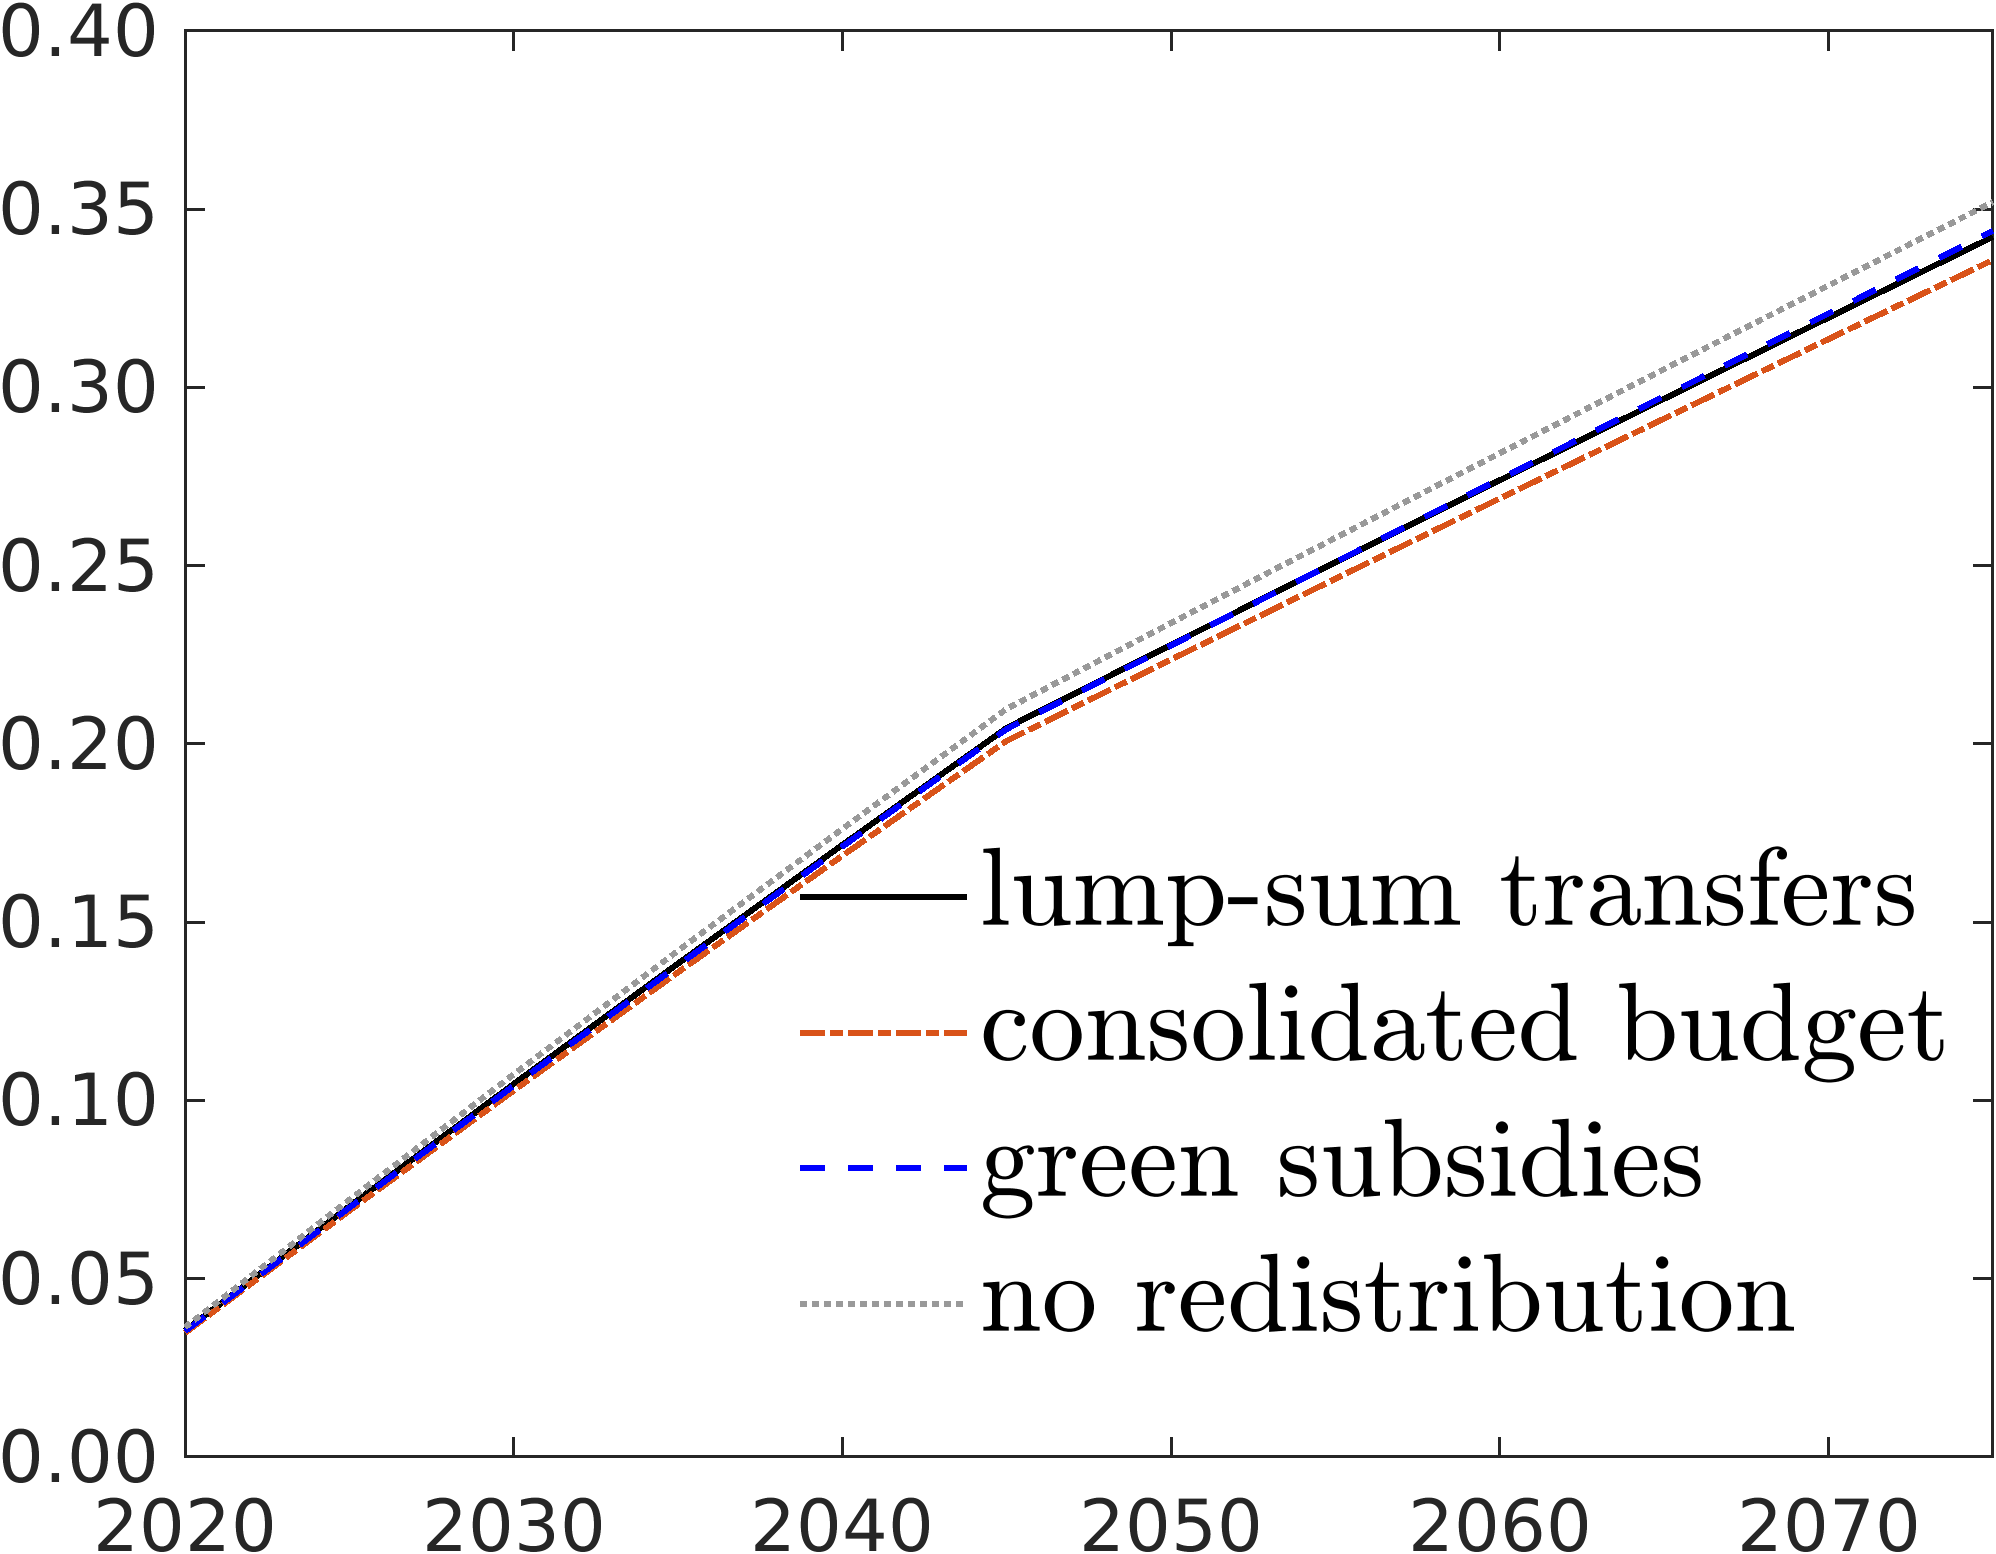 0.40
0.35
0.30
0.25
0.20
0.15
0.10
0.05
0.00
lump-sum transfers
consolidated budget
green subsidies
no redistribution
2020 2030 2040 2050 2060 2070